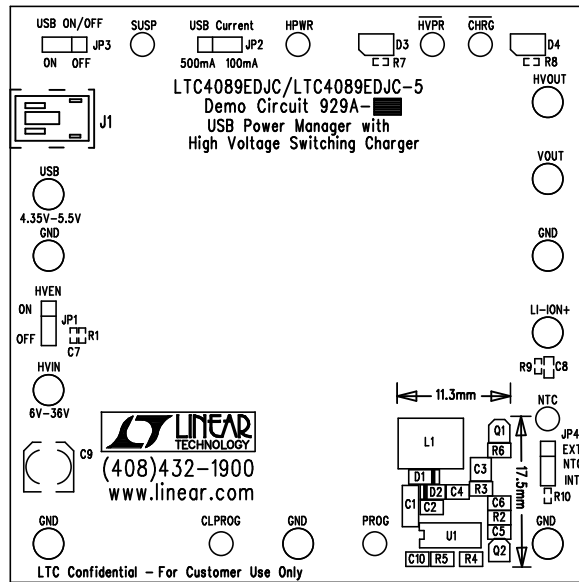 USB ON/OFF
JP3
ON OFF
SUSP
USB Current
JP2
500mA 100mA
HPWR
D3
R7
HVPR
CHRG
D4
R8
HVOUT
LTC4089EDJC/LTC4089EDJC-5
Demo Circuit 929A-
USB Power Manager with
High Voltage Switching Charger
J1
USB
4.35V-5.5V
VOUT
GND
GND
HVEN
ON
JP1
OFF
R1
C7
LI-ION+
R9
C8
HVIN
6V-36V
11.3mm
NTC
LINEAR
TECHNOLOGY
(408)432-1900
www.linear.com
C9
L1
Q1
R6
17.5mm
JP4
EXT
NTC
INT
R10
D1
C3
D2
C4
R3
C1
C2
C6
R2
C5
U1
Q2
C10
R5
R4
GND
CLPROG
GND
PROG
GND
LTC Confidential - For Customer Use Only